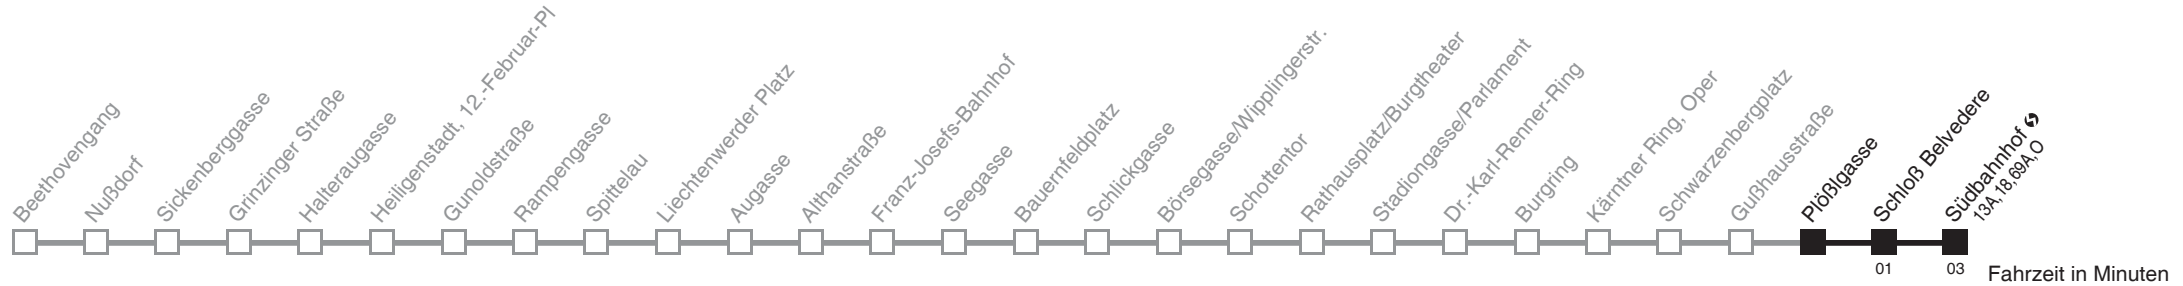 Beethovengang
Nußdorf
Sickenberggasse
Grinzinger Straße
Halteraugasse
Heiligenstadt, 12.-Februar-Pl
Gunoldstraße
Rampengasse
Spittelau
Liechtenwerder Platz
Augasse
Althanstraße
Franz-Josefs-Bahnhof
Seegasse
Bauernfeldplatz
Schlickgasse
Börsegasse/Wipplingerstr.
Schottentor
Rathausplatz/Burgtheater
Stadiongasse/Parlament
Dr.-Karl-Renner-Ring
Burgring
Kärntner Ring, Oper
Schwarzenbergplatz
Gußhausstraße
Plößlgasse
Schloß Belvedere
Südbahnhof
13A, 18, 69A, O
01
03
Fahrzeit in Minuten